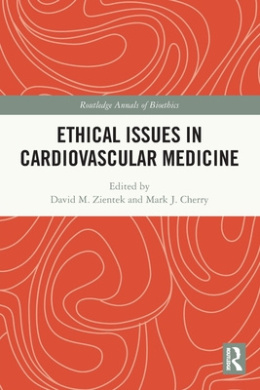 Routledge Annals of Bioethics
ETHICAL ISSUES IN
CARDIOVASCULAR MEDICINE
Edited by
David M. Zientek and Mark J. Cherry
ROUTLEDGE